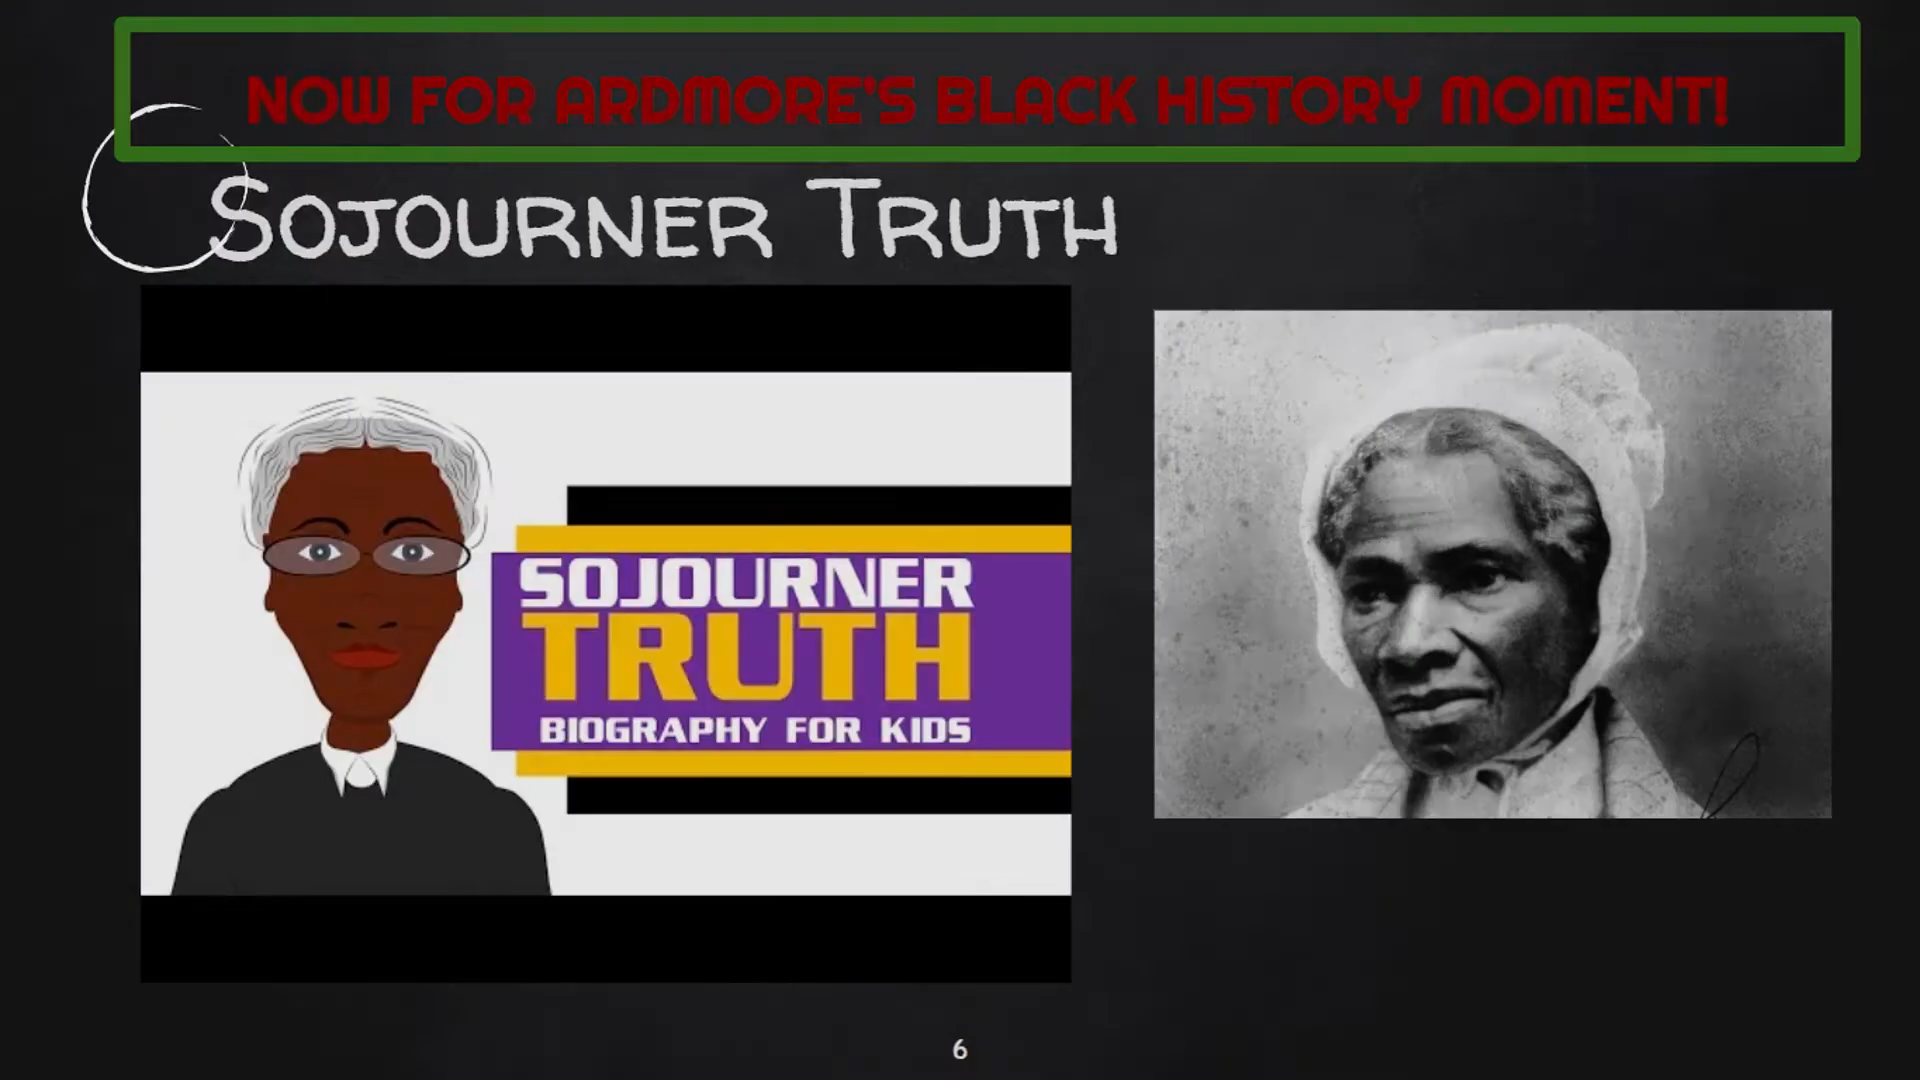 NOW FOR ARDMORE'S BLACK HISTORY MOMENT!
SOJOURNER TRUTH
SOJOURNER
TRUTH
BIOGRAPHY FOR KIDS
6